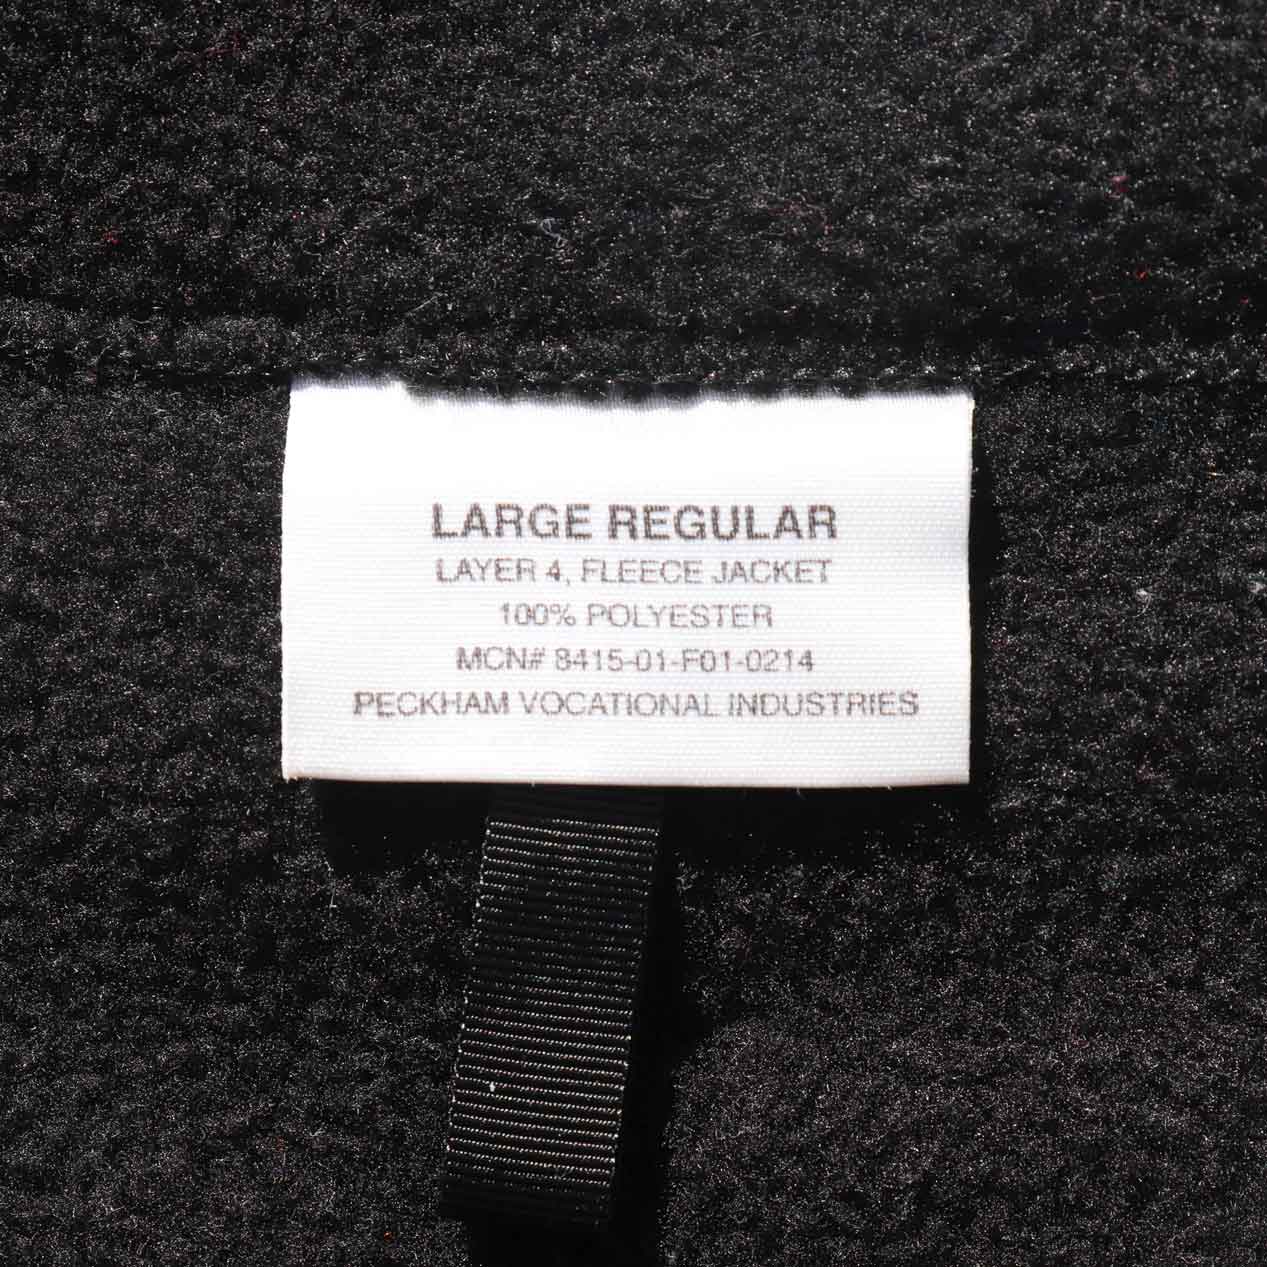 LARGE REGULAR
LAYER 4, FLEECE JACKET
100% POLYESTER
MCN# 8415-01-F01-0214
PECKHAM VOCATIONAL INDUSTRIES